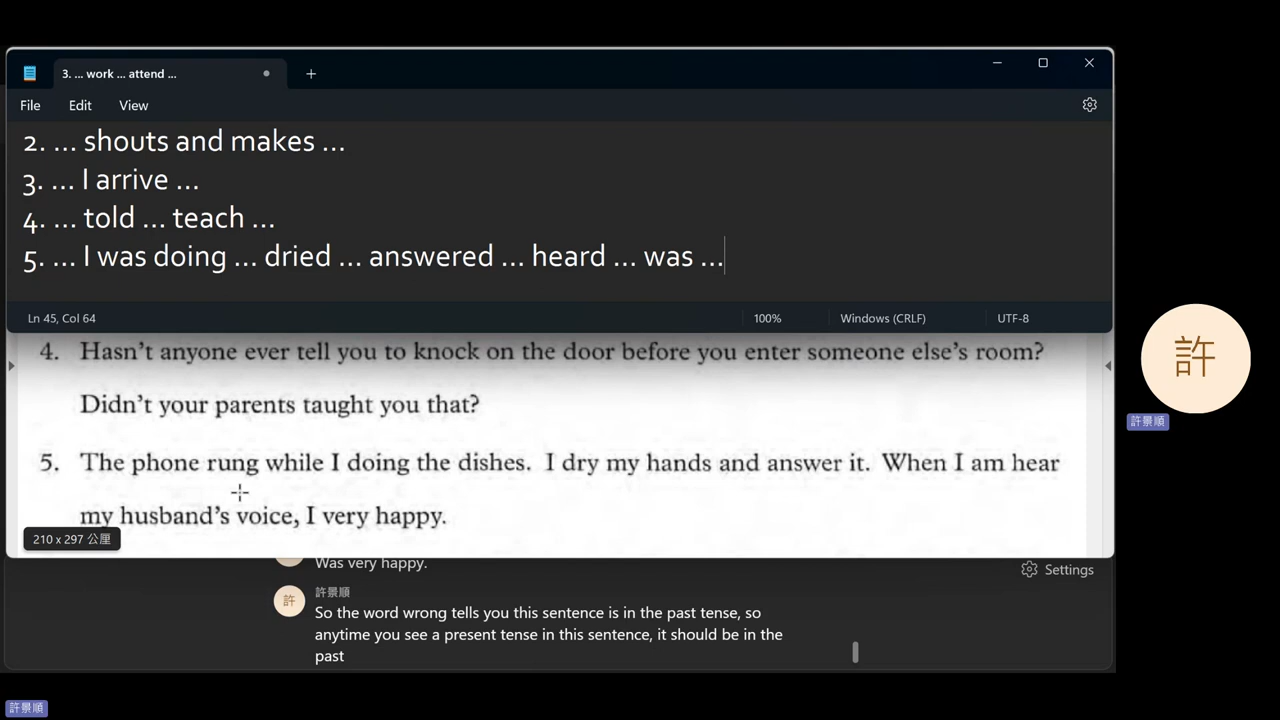 3. ... work ... attend ...
File Edit View
2. ... shouts and makes ...
3. ... I arrive ...
4. ... told ... teach ...
5. ... I was doing ... dried ... answered ... heard ... was ...
Ln 45, Col 64 100% Windows (CRLF) UTF-8
4. Hasn't anyone ever tell you to knock on the door before you enter someone else's room?
Didn't your parents taught you that?
5. The phone rung while I doing the dishes. I dry my hands and answer it. When I am hear
my husband's voice, I very happy.
210 x 297 公厘
Was very happy.
Settings
許
許景順
So the word wrong tells you this sentence is in the past tense, so
anytime you see a present tense in this sentence, it should be in the
past
許
許景順
許景順